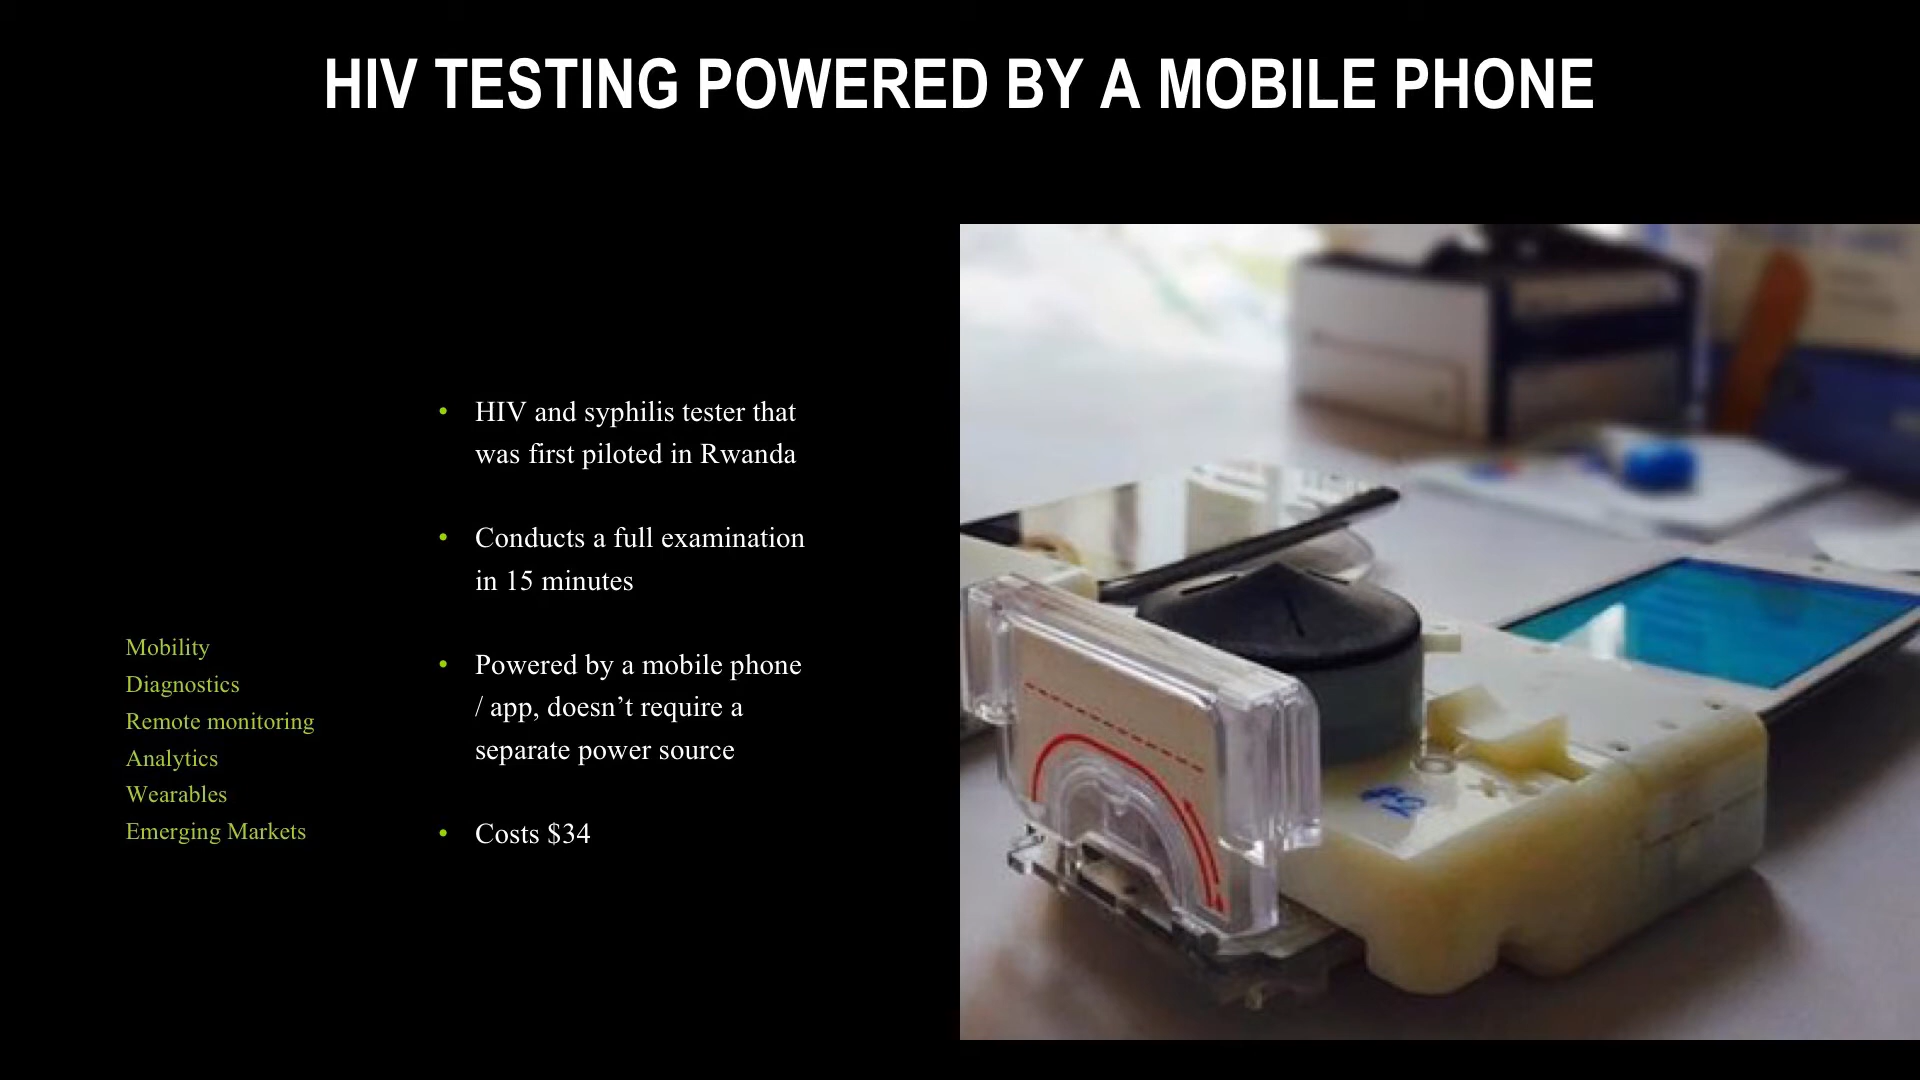 HIV TESTING POWERED BY A MOBILE PHONE
• HIV and syphilis tester that
was first piloted in Rwanda
• Conducts a full examination
in 15 minutes
• Powered by a mobile phone
/ app, doesn’t require a
separate power source
• Costs $34
Mobility
Diagnostics
Remote monitoring
Analytics
Wearables
Emerging Markets